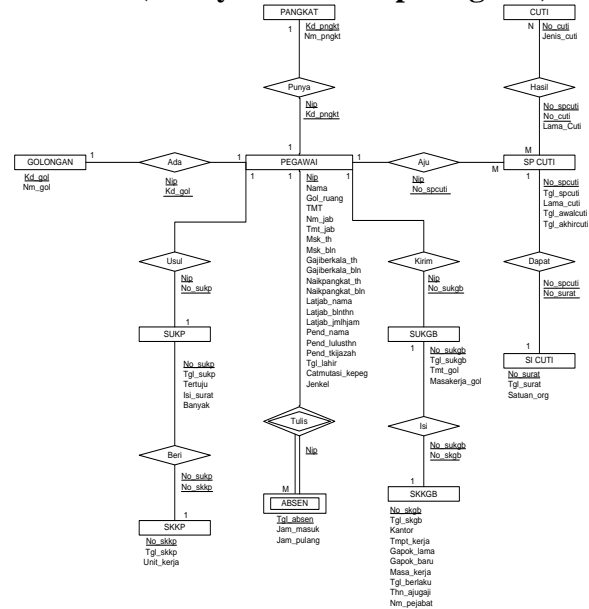 PANGKAT
Kd_pngkt
Nm_pngkt
1
Punya
Nip
Kd_pngkt
1
CUTI
No_cuti
Jenis_cuti
N
Hasil
No_spcuti
No_cuti
Lama_Cuti
M
GOLONGAN
Kd_gol
Nm_gol
1
Ada
Nip
Kd_gol
1
PEGAWAI
1
1
1
1
Nip
Nama
Gol_ruang
TMT
Nm_jab
Tmt_jab
Msk_th
Msk_bln
Gajiberkala_th
Gajiberkala_bln
Naikpangkat_th
Naikpangkat_bln
Latjab_nama
Latjab_blnthn
Latjab_jmlhjam
Pend_nama
Pend_lulusthn
Pend_tkijazah
Tgl_lahir
Catmutasi_kepeg
Jenkel
Aju
Nip
No_spcuti
M
SP CUTI
1
No_spcuti
Tgl_spcuti
Lama_cuti
Tgl_awalcuti
Tgl_akhircuti
Dapat
No_spcuti
No_surat
1
SI CUTI
No_surat
Tgl_surat
Satuan_org
Usul
Nip
No_sukp
1
SUKP
No_sukp
Tgl_sukp
Tertuju
Isi_surat
Banyak
Beri
No_sukp
No_skkp
1
SKKP
No_skkp
Tgl_skkp
Unit_kerja
Tulis
Nip
M
ABSEN
Tgl_absen
Jam_masuk
Jam_pulang
Kirim
Nip
No_sukgb
1
SUKGB
1
No_sukgb
Tgl_sukgb
Tmt_gol
Masakerja_gol
Isi
No_sukgb
No_skgb
1
SKKGB
No_skgb
Tgl_skgb
Kantor
Tmpt_kerja
Gapok_lama
Gapok_baru
Masa_kerja
Tgl_berlaku
Thn_ajugaji
Nm_pejabat